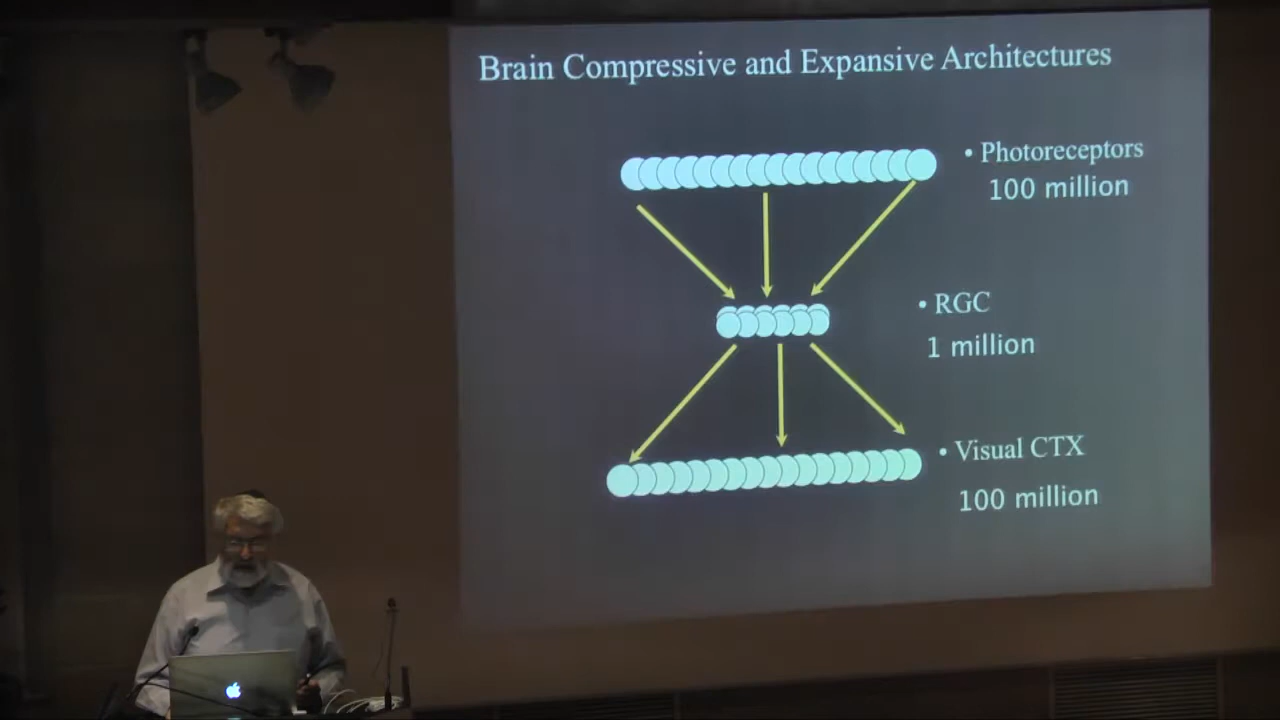 Brain Compressive and Expansive Architectures
• Photoreceptors
100 million
• RGC
1 million
• Visual CTX
100 million